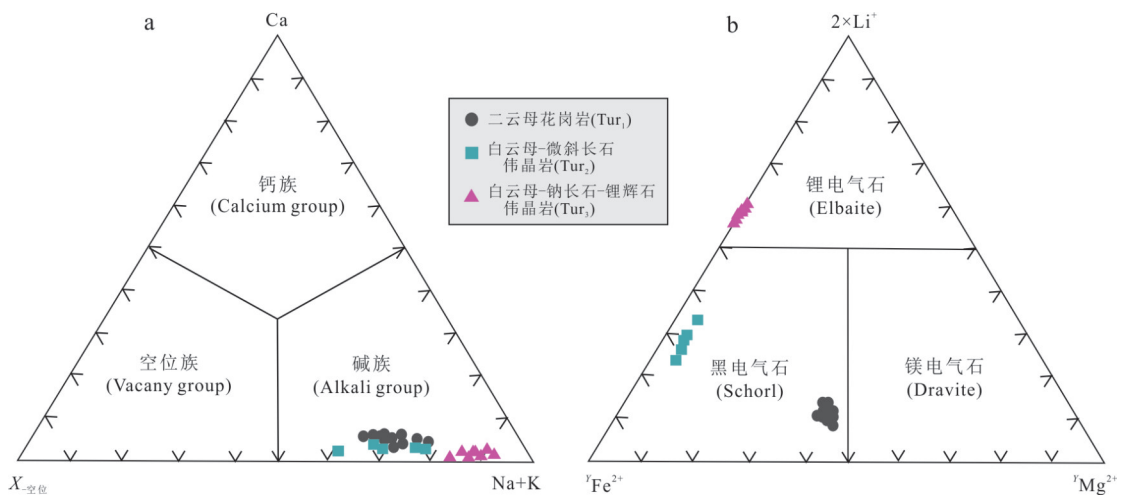 a
Ca
钙族
(Calcium group)
空位族
(Vacany group)
碱族
(Alkali group)
X-空位
Na+K
二云母花岗岩(Tur₁)
白云母-微斜长石
伟晶岩(Tur₂)
白云母-钠长石-锂辉石
伟晶岩(Tur₃)
b
2×Li⁺
锂电气石
(Elbaite)
黑电气石
(Schorl)
镁电气石
(Dravite)
ʸFe²⁺
ʸMg²⁺